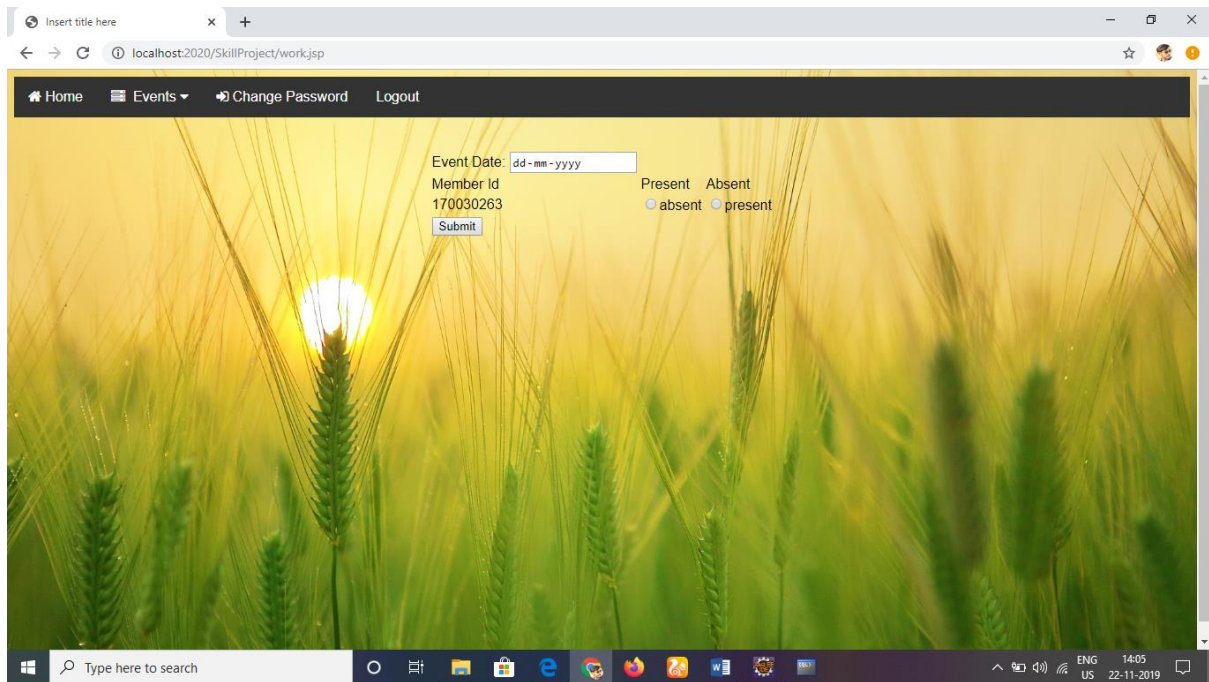 Insert title here
localhost:2020/SkillProject/work.jsp
Home Events Change Password Logout
Event Date: dd-mm-yyyy
Member Id Present Absent
170030263 absent present
Submit
Type here to search
ENG 14:05
US 22-11-2019